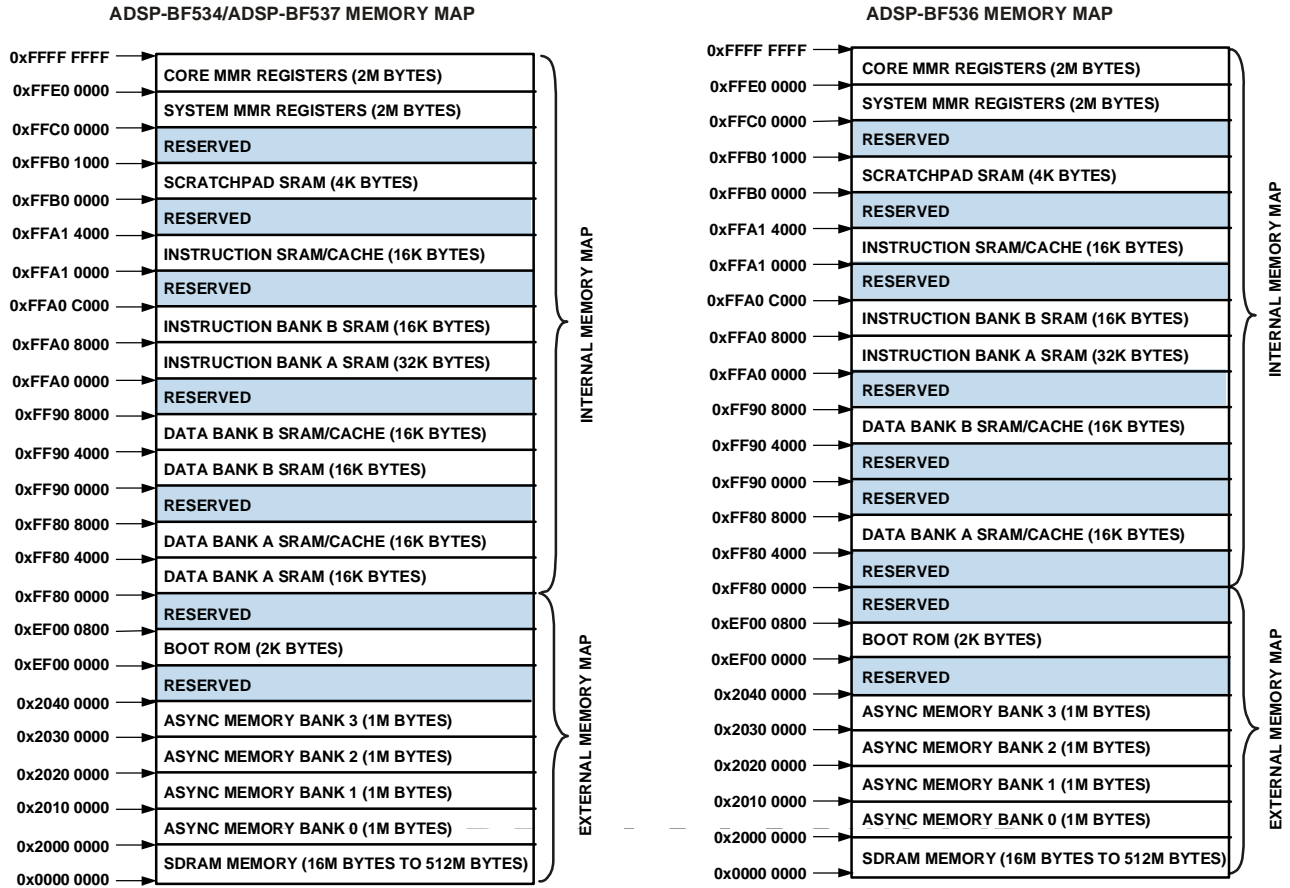 ADSP-BF534/ADSP-BF537 MEMORY MAP
0xFFFF FFFF
CORE MMR REGISTERS (2M BYTES)
0xFFE0 0000
SYSTEM MMR REGISTERS (2M BYTES)
0xFFC0 0000
RESERVED
0xFFB0 1000
SCRATCHPAD SRAM (4K BYTES)
0xFFB0 0000
RESERVED
0xFFA1 4000
INSTRUCTION SRAM/CACHE (16K BYTES)
0xFFA1 0000
RESERVED
0xFFA0 C000
INSTRUCTION BANK B SRAM (16K BYTES)
0xFFA0 8000
INSTRUCTION BANK A SRAM (32K BYTES)
0xFFA0 0000
RESERVED
0xFF90 8000
DATA BANK B SRAM/CACHE (16K BYTES)
0xFF90 4000
DATA BANK B SRAM (16K BYTES)
0xFF90 0000
RESERVED
0xFF80 8000
DATA BANK A SRAM/CACHE (16K BYTES)
0xFF80 4000
DATA BANK A SRAM (16K BYTES)
0xFF80 0000
RESERVED
0xEF00 0800
BOOT ROM (2K BYTES)
0xEF00 0000
RESERVED
0x2040 0000
ASYNC MEMORY BANK 3 (1M BYTES)
0x2030 0000
ASYNC MEMORY BANK 2 (1M BYTES)
0x2020 0000
ASYNC MEMORY BANK 1 (1M BYTES)
0x2010 0000
ASYNC MEMORY BANK 0 (1M BYTES)
0x2000 0000
SDRAM MEMORY (16M BYTES TO 512M BYTES)
0x0000 0000
INTERNAL MEMORY MAP
EXTERNAL MEMORY MAP
ADSP-BF536 MEMORY MAP
0xFFFF FFFF
CORE MMR REGISTERS (2M BYTES)
0xFFE0 0000
SYSTEM MMR REGISTERS (2M BYTES)
0xFFC0 0000
RESERVED
0xFFB0 1000
SCRATCHPAD SRAM (4K BYTES)
0xFFB0 0000
RESERVED
0xFFA1 4000
INSTRUCTION SRAM/CACHE (16K BYTES)
0xFFA1 0000
RESERVED
0xFFA0 C000
INSTRUCTION BANK B SRAM (16K BYTES)
0xFFA0 8000
INSTRUCTION BANK A SRAM (32K BYTES)
0xFFA0 0000
RESERVED
0xFF90 8000
DATA BANK B SRAM/CACHE (16K BYTES)
0xFF90 4000
RESERVED
0xFF90 0000
RESERVED
0xFF80 8000
DATA BANK A SRAM/CACHE (16K BYTES)
0xFF80 4000
RESERVED
0xFF80 0000
RESERVED
0xEF00 0800
BOOT ROM (2K BYTES)
0xEF00 0000
RESERVED
0x2040 0000
ASYNC MEMORY BANK 3 (1M BYTES)
0x2030 0000
ASYNC MEMORY BANK 2 (1M BYTES)
0x2020 0000
ASYNC MEMORY BANK 1 (1M BYTES)
0x2010 0000
ASYNC MEMORY BANK 0 (1M BYTES)
0x2000 0000
SDRAM MEMORY (16M BYTES TO 512M BYTES)
0x0000 0000
INTERNAL MEMORY MAP
EXTERNAL MEMORY MAP